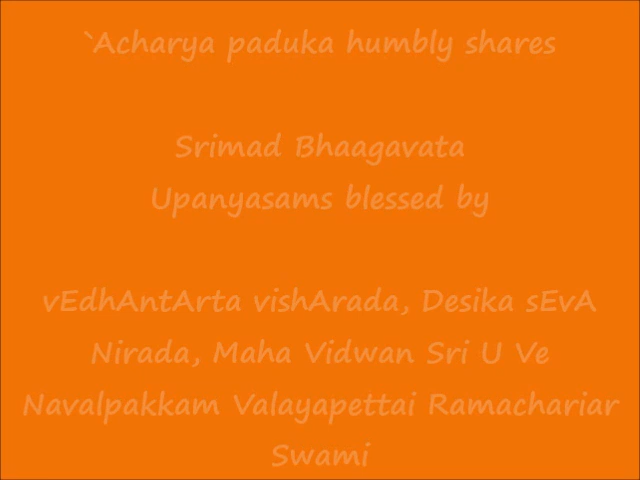 `Acharya paduka humbly shares
Srimad Bhaagavata
Upanyasams blessed by
vEdhAntArta vishArada, Desika sEvA
Nirada, Maha Vidwan Sri U Ve
Navalpakkam Valayapettai Ramachariar
Swami